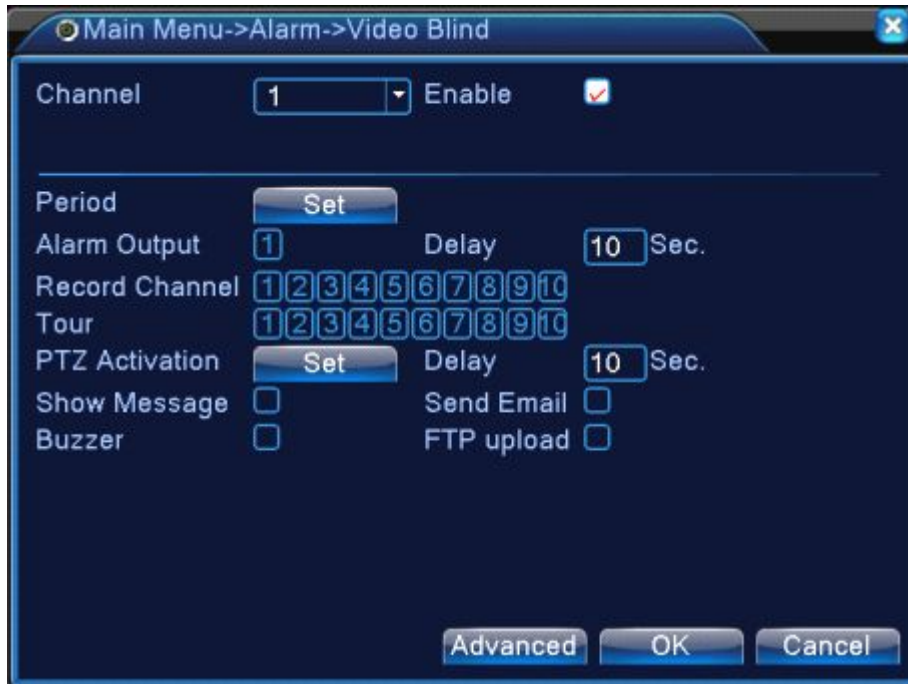 Main Menu->Alarm->Video Blind
Channel 1 Enable
Period Set
Alarm Output 1 Delay 10 Sec.
Record Channel 1 2 3 4 5 6 7 8 9 10
Tour 1 2 3 4 5 6 7 8 9 10
PTZ Activation Set Delay 10 Sec.
Show Message Send Email
Buzzer FTP upload
Advanced OK Cancel